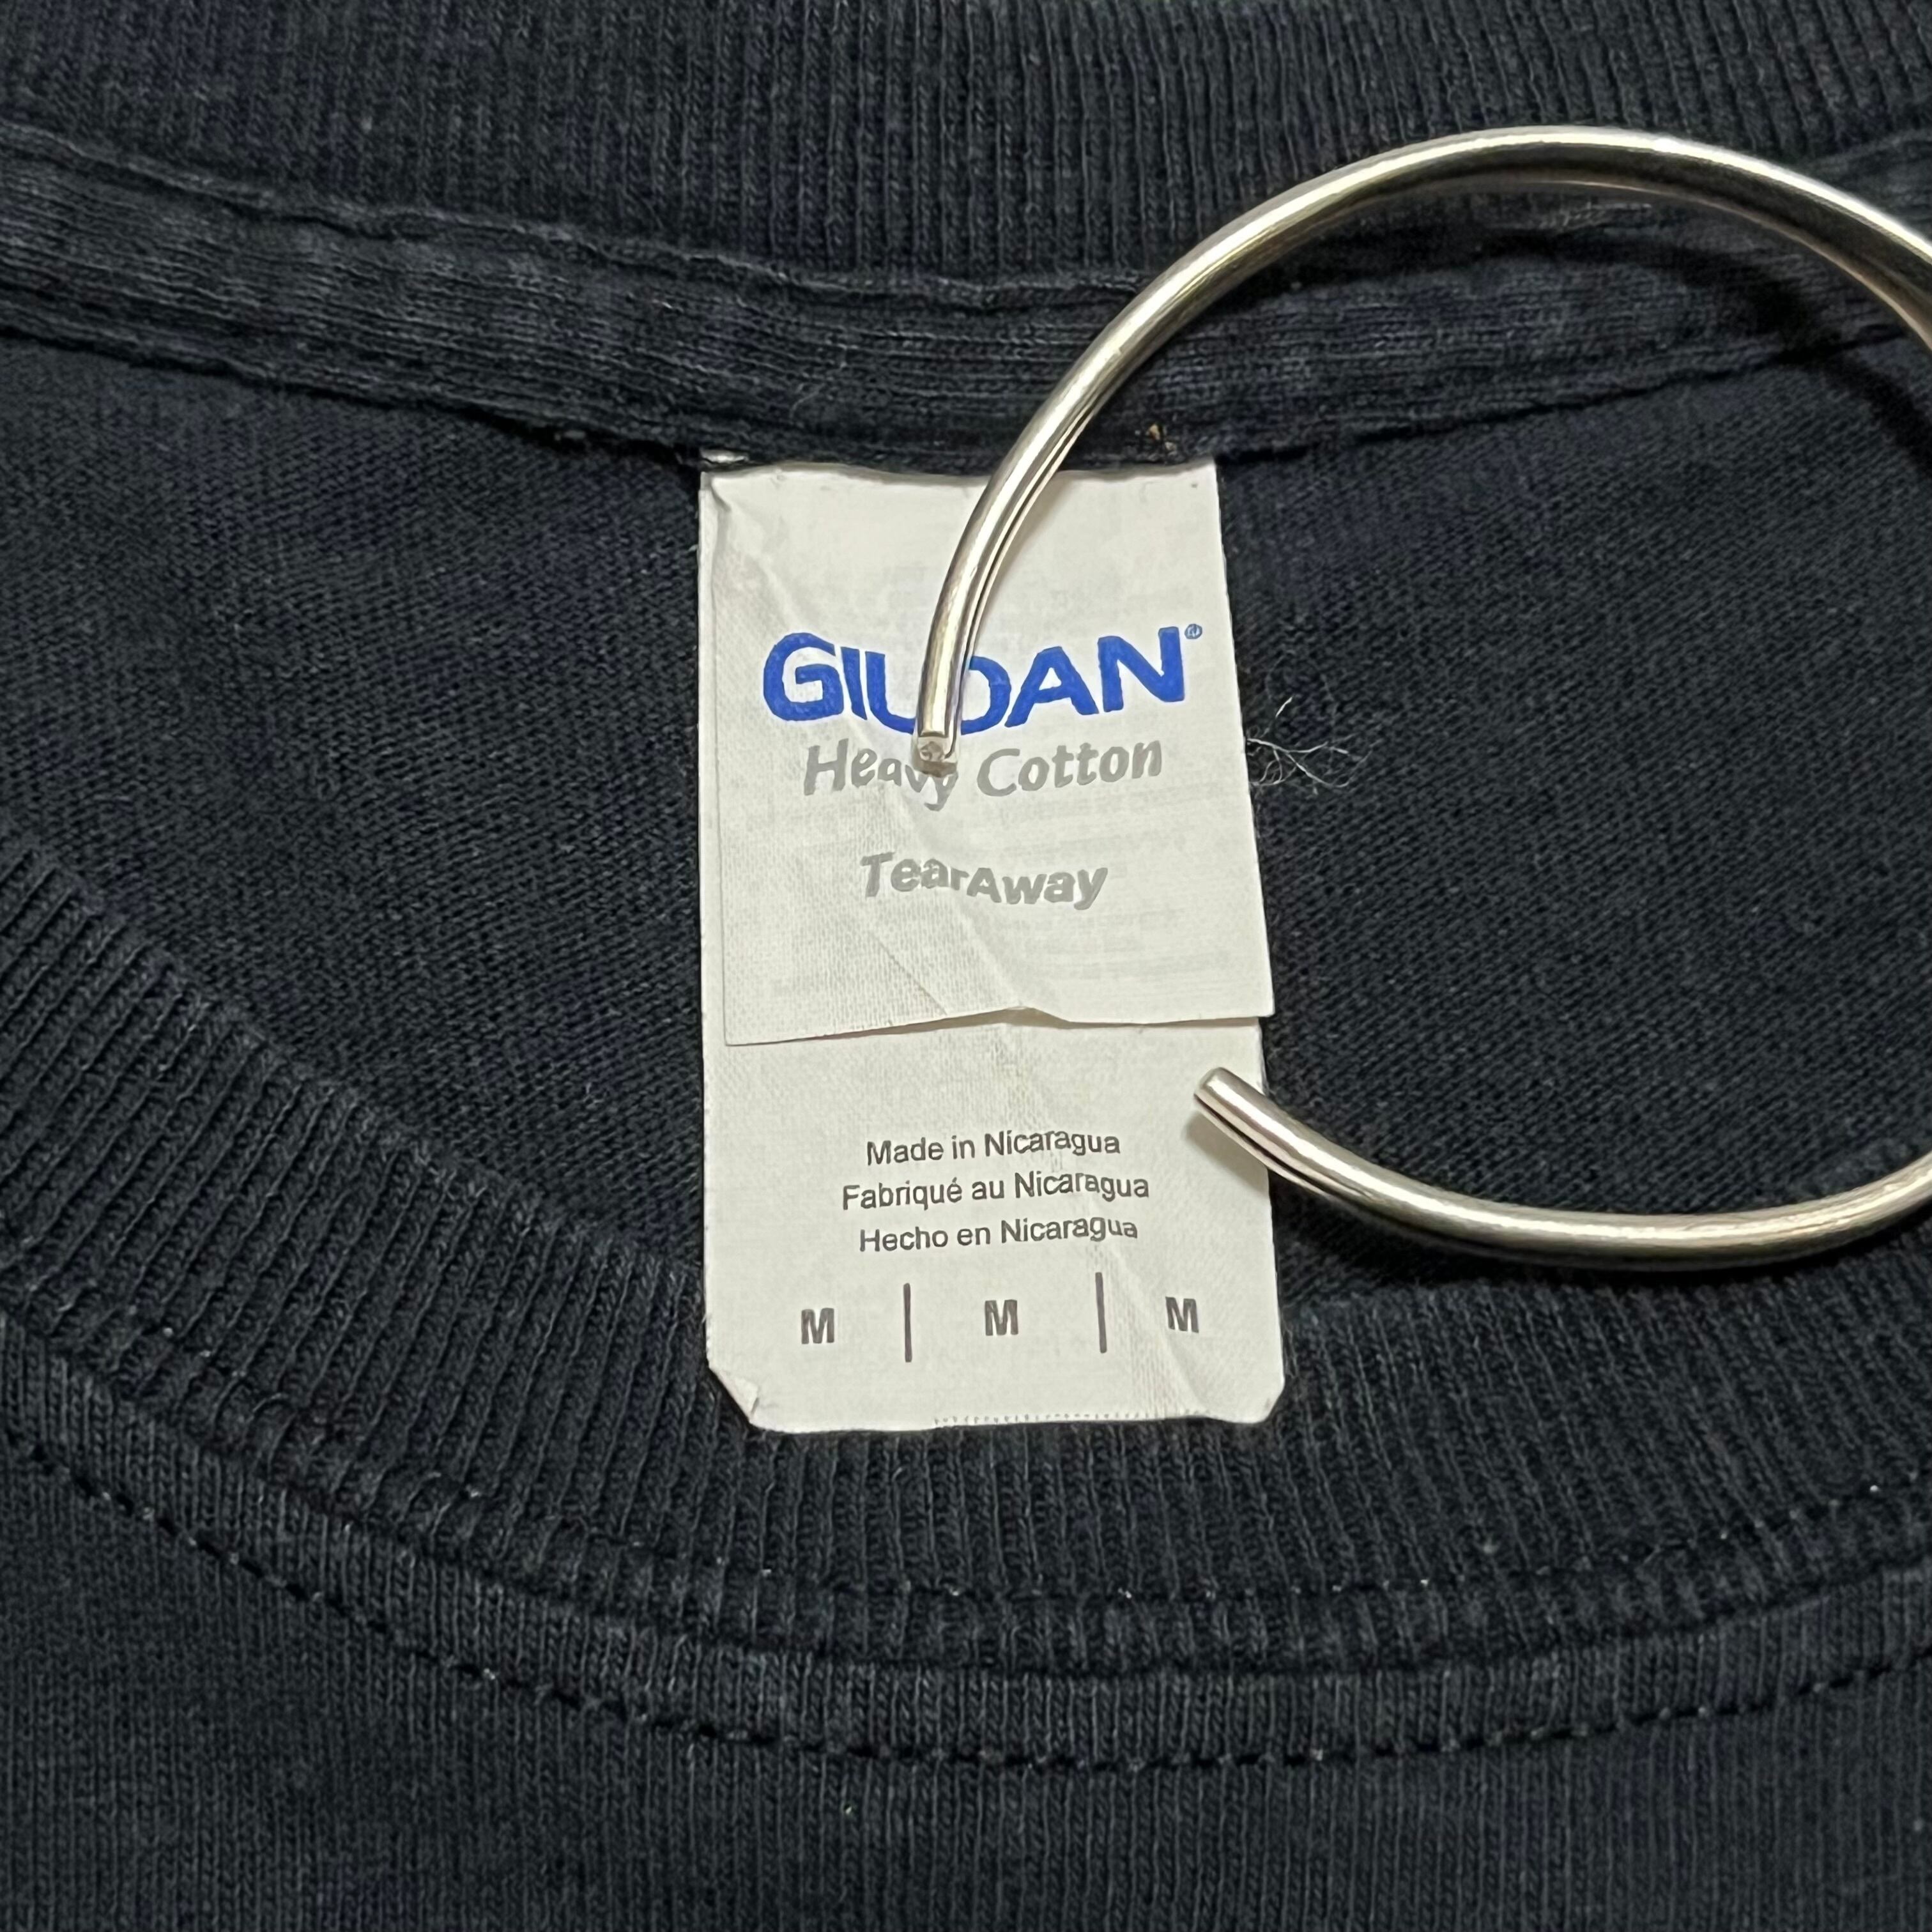 GILDAN®
Heavy Cotton
TearAway
Made in Nicaragua
Fabriqué au Nicaragua
Hecho en Nicaragua
M | M | M